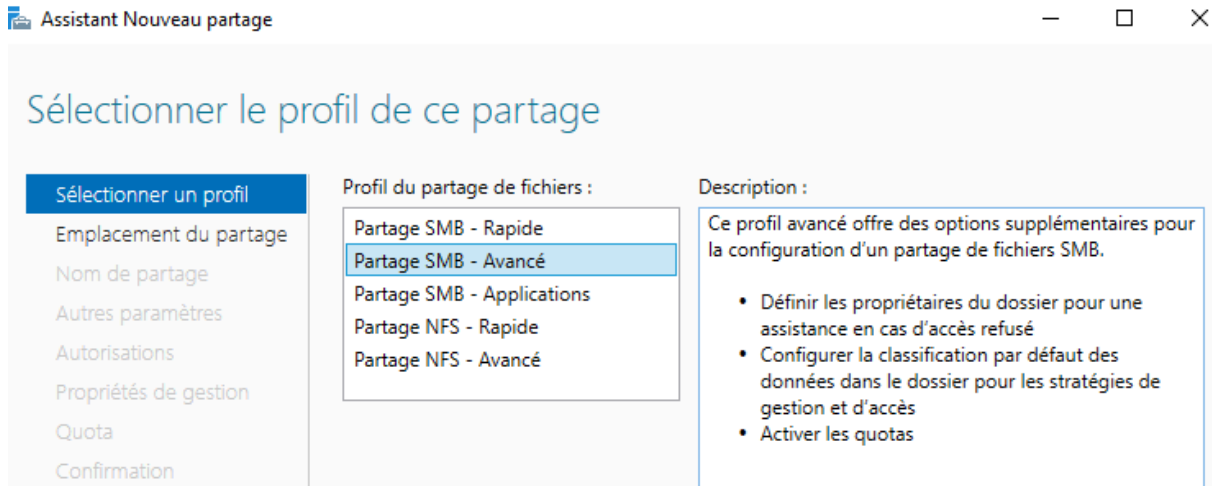 Assistant Nouveau partage
Sélectionner le profil de ce partage
Sélectionner un profil
Emplacement du partage
Nom de partage
Autres paramètres
Autorisations
Propriétés de gestion
Quota
Confirmation
Profil du partage de fichiers :
Partage SMB - Rapide
Partage SMB - Avancé
Partage SMB - Applications
Partage NFS - Rapide
Partage NFS - Avancé
Description :
Ce profil avancé offre des options supplémentaires pour
la configuration d'un partage de fichiers SMB.
• Définir les propriétaires du dossier pour une
assistance en cas d'accès refusé
• Configurer la classification par défaut des
données dans le dossier pour les stratégies de
gestion et d'accès
• Activer les quotas